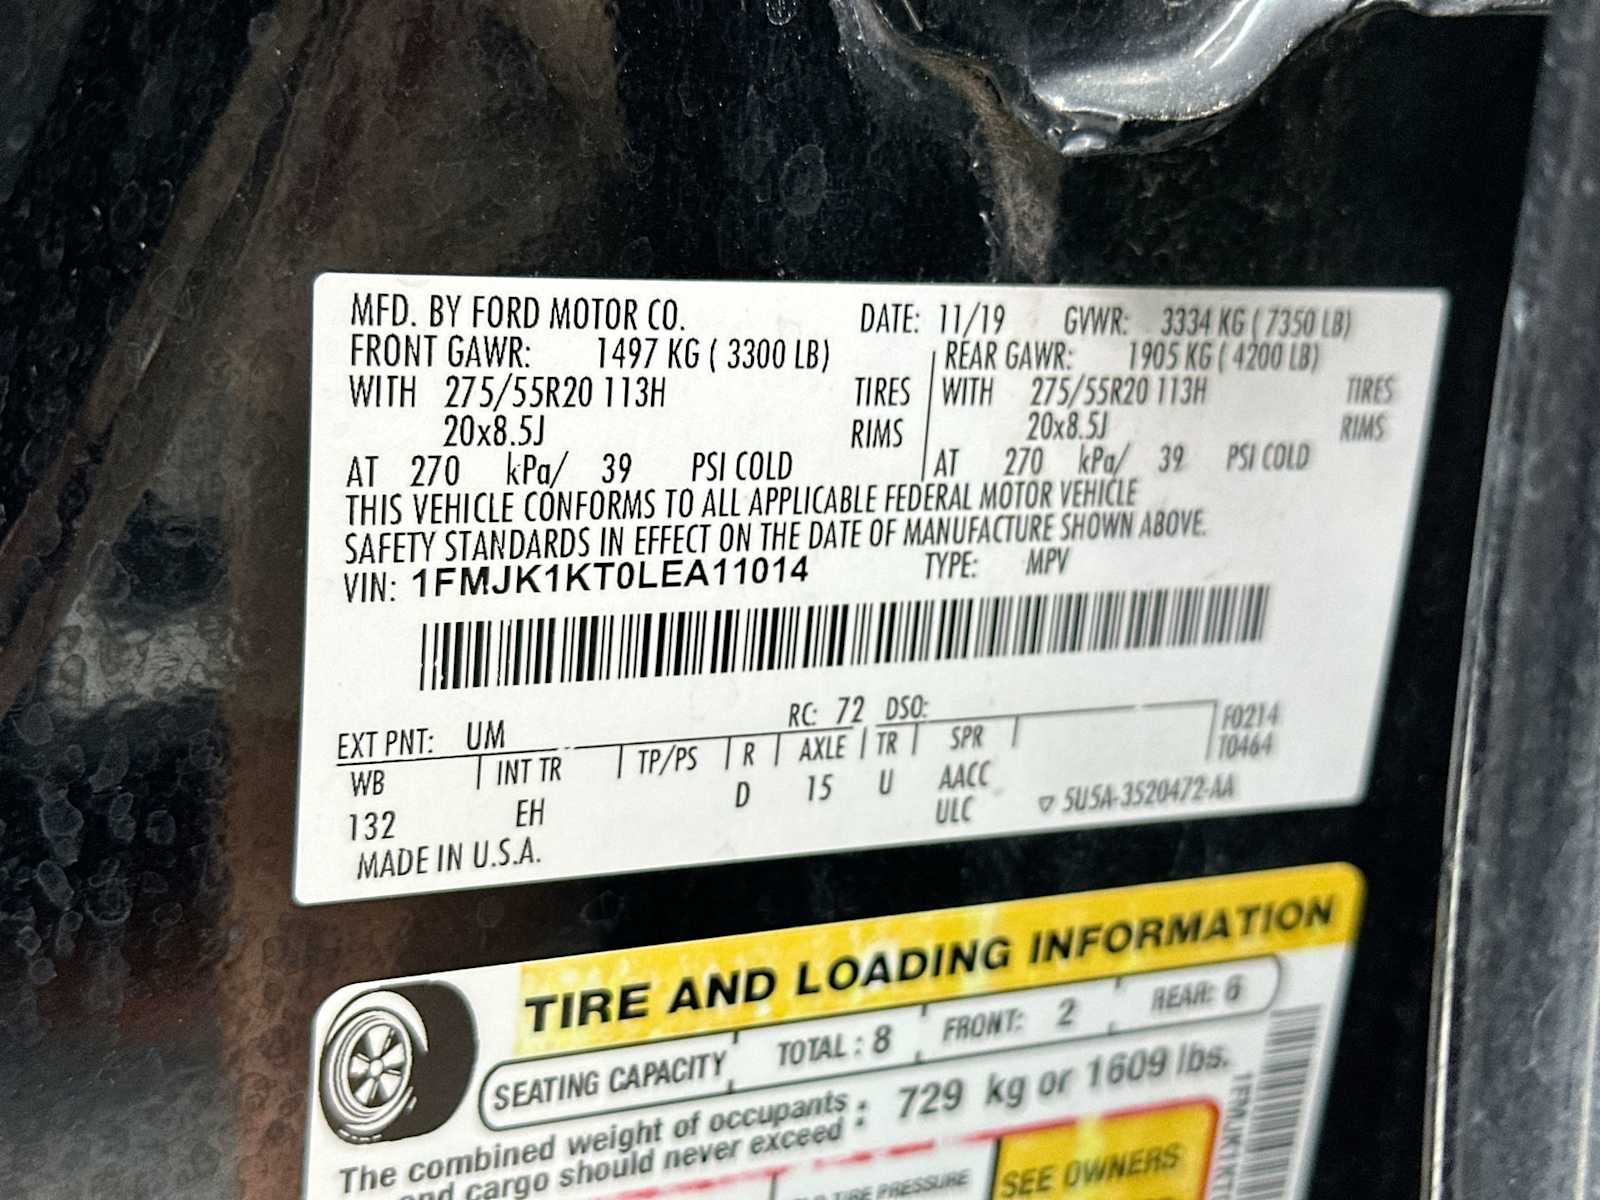 MFD. BY FORD MOTOR CO. DATE: 11/19 GVWR: 3334 KG ( 7350 LB)
FRONT GAWR: 1497 KG ( 3300 LB) REAR GAWR: 1905 KG ( 4200 LB)
WITH 275/55R20 113H TIRES WITH 275/55R20 113H TIRES
20x8.5J RIMS 20x8.5J RIMS
AT 270 kPa/ 39 PSI COLD AT 270 kPa/ 39 PSI COLD
THIS VEHICLE CONFORMS TO ALL APPLICABLE FEDERAL MOTOR VEHICLE
SAFETY STANDARDS IN EFFECT ON THE DATE OF MANUFACTURE SHOWN ABOVE.
VIN: 1FMJK1KT0LEA11014 TYPE: MPV
EXT PNT: UM RC: 72 DSO: F0214
WB INT TR TP/PS R AXLE TR SPR T0464
132 EH D 15 U AACC
ULC ▽ 5U5A-3520472-AA
MADE IN U.S.A.
TIRE AND LOADING INFORMATION
SEATING CAPACITY TOTAL : 8 FRONT: 2 REAR: 6
The combined weight of occupants : 729 kg or 1609 lbs.
and cargo should never exceed
TIRE PRESSURE SEE OWNERS